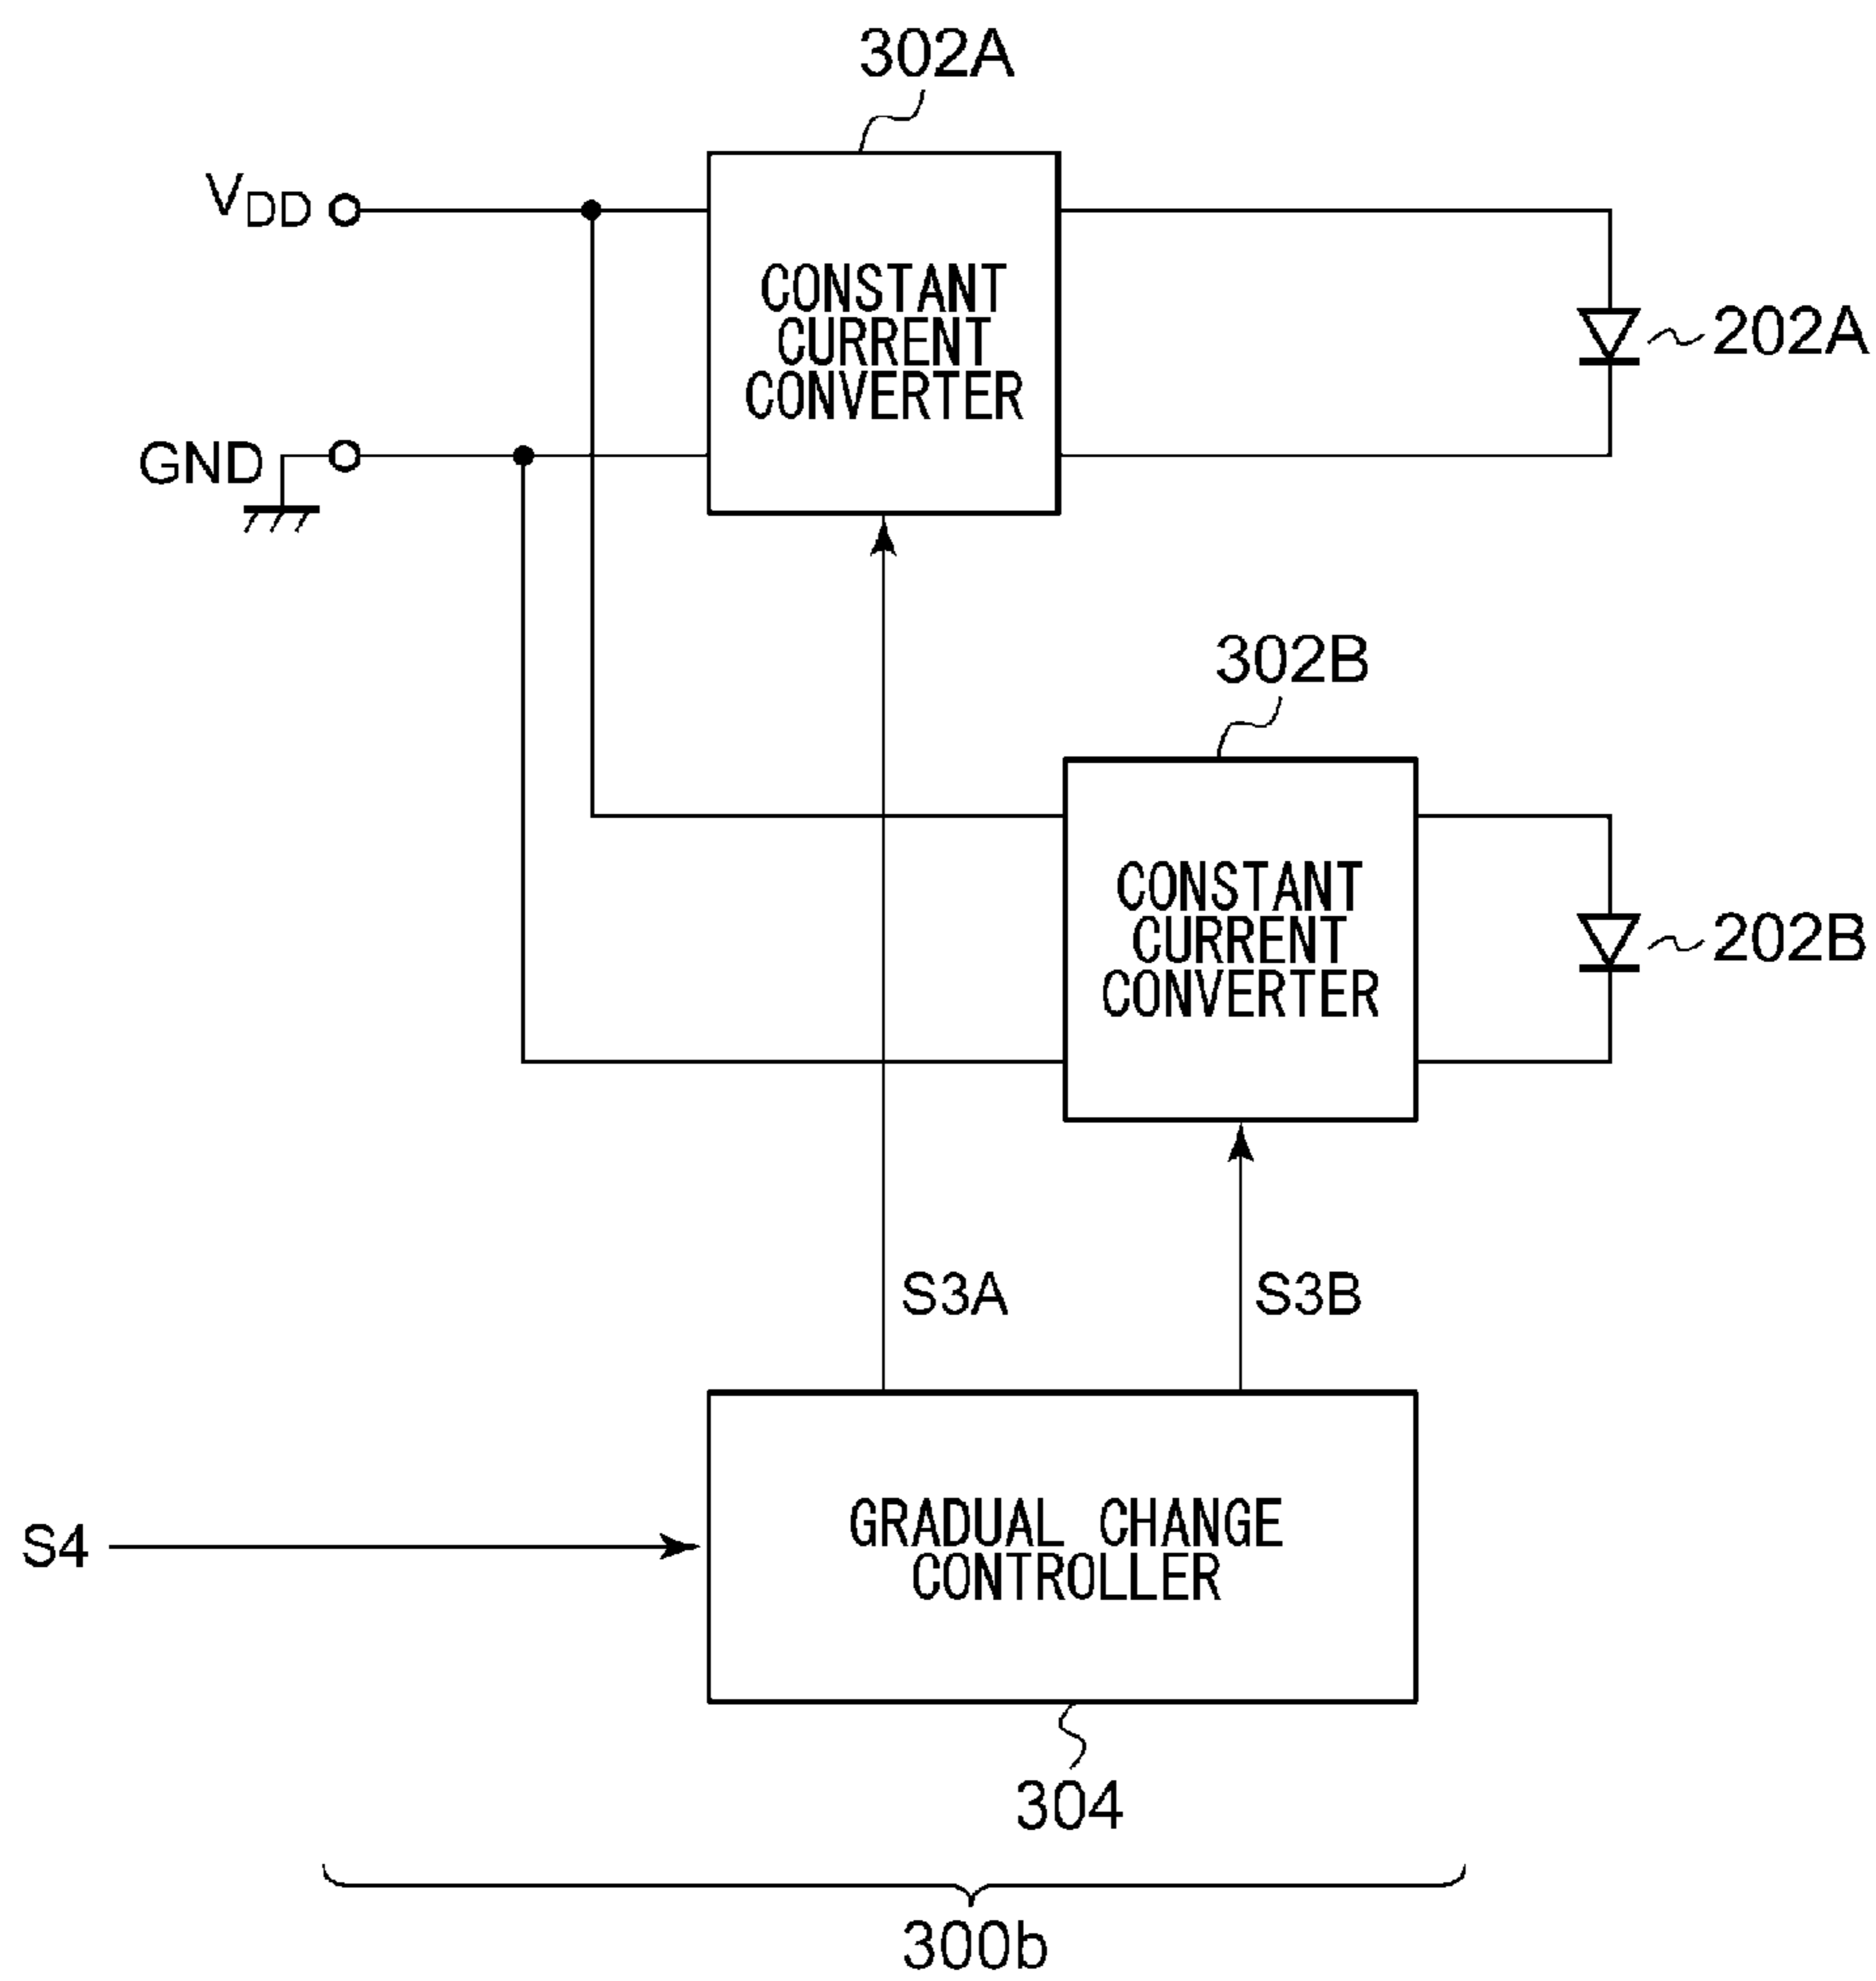 302A
VDD
CONSTANT
CURRENT
CONVERTER
202A
GND
302B
CONSTANT
CURRENT
CONVERTER
202B
S3A
S3B
S4
GRADUAL CHANGE
CONTROLLER
304
300b